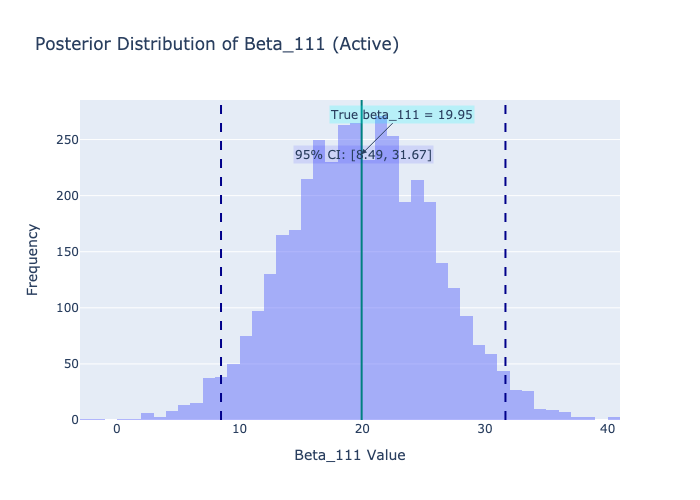 Posterior Distribution of Beta_111 (Active)
True beta_111 = 19.95
95% CI: [8.49, 31.67]
250
200
150
100
50
0
Frequency
0 10 20 30 40
Beta_111 Value